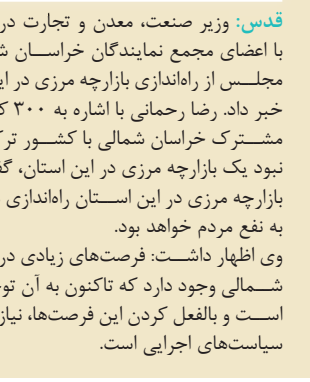 قدس: وزیر صنعت، معدن و تجارت در
با اعضای مجمع نمایندگان خراسان
مجلس از راه‌اندازی بازارچه مرزی در
خبر داد. رضا رحمانی با اشاره به ۳۰۰
مشترک خراسان شمالی با کشور
نبود یک بازارچه مرزی در این استان،
بازارچه مرزی در این استان راه‌اندازی
به نفع مردم خواهد بود.
وی اظهار داشت: فرصت‌های زیادی در
شمالی وجود دارد که تاکنون به آن
است و بالفعل کردن این فرصت‌ها، نیاز
سیاست‌های اجرایی است.